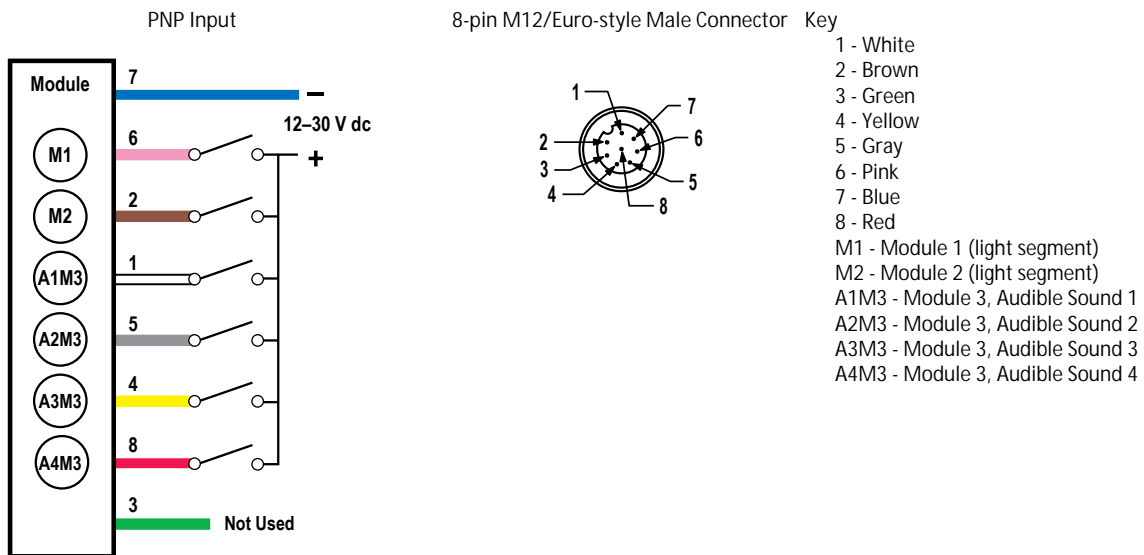 PNP Input
8-pin M12/Euro-style Male Connector
Key
Module
7
–
12–30 V dc
+
M1
6
M2
2
A1M3
1
A2M3
5
A3M3
4
A4M3
8
3
Not Used
1
2
3
4
7
6
5
8
1 - White
2 - Brown
3 - Green
4 - Yellow
5 - Gray
6 - Pink
7 - Blue
8 - Red
M1 - Module 1 (light segment)
M2 - Module 2 (light segment)
A1M3 - Module 3, Audible Sound 1
A2M3 - Module 3, Audible Sound 2
A3M3 - Module 3, Audible Sound 3
A4M3 - Module 3, Audible Sound 4